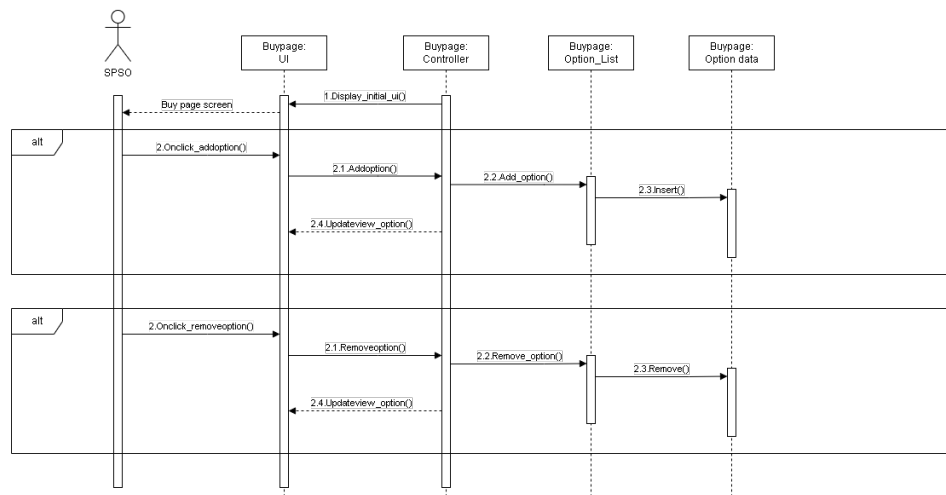 SPSO
Buypage:
UI
Buypage:
Controller
Buypage:
Option_List
Buypage:
Option data
1.Display_initial_ui()
Buy page screen
alt
2.Onclick_addoption()
2.1.Addoption()
2.2.Add_option()
2.3.Insert()
2.4.Updateview_option()
alt
2.Onclick_removeoption()
2.1.Removeoption()
2.2.Remove_option()
2.3.Remove()
2.4.Updateview_option()